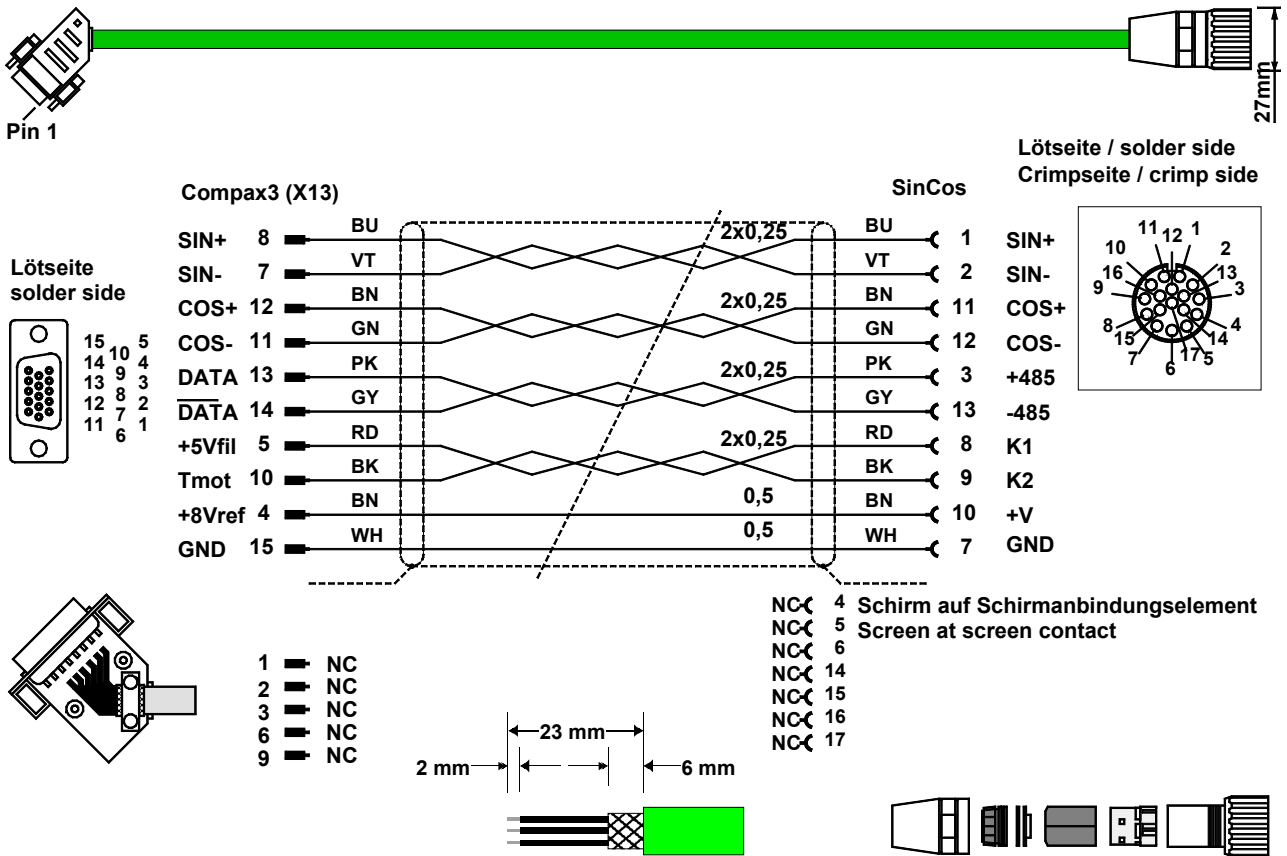 27mm
Pin 1
Lötseite / solder side
Crimpseite / crimp side
Compax3 (X13)
SinCos
SIN+ 8 BU 2x0,25 BU 1 SIN+
SIN- 7 VT VT 2 SIN-
COS+ 12 BN 2x0,25 BN 11 COS+
COS- 11 GN GN 12 COS-
DATA 13 PK 2x0,25 PK 3 +485
DATA 14 GY GY 13 -485
+5Vfil 5 RD 2x0,25 RD 8 K1
Tmot 10 BK BK 9 K2
+8Vref 4 BN 0,5 BN 10 +V
GND 15 WH 0,5 WH 7 GND
Lötseite
solder side
15 5
10
14 4
9
13 3
8
12 2
7
11 1
6
11 12 1
10 2
16 13
9 3
8 4
15 14
7 17 5
6
NC 4 Schirm auf Schirmanbindungselement
NC 5 Screen at screen contact
NC 6
NC 14
NC 15
NC 16
NC 17
1 NC
2 NC
3 NC
6 NC
9 NC
23 mm
2 mm 6 mm